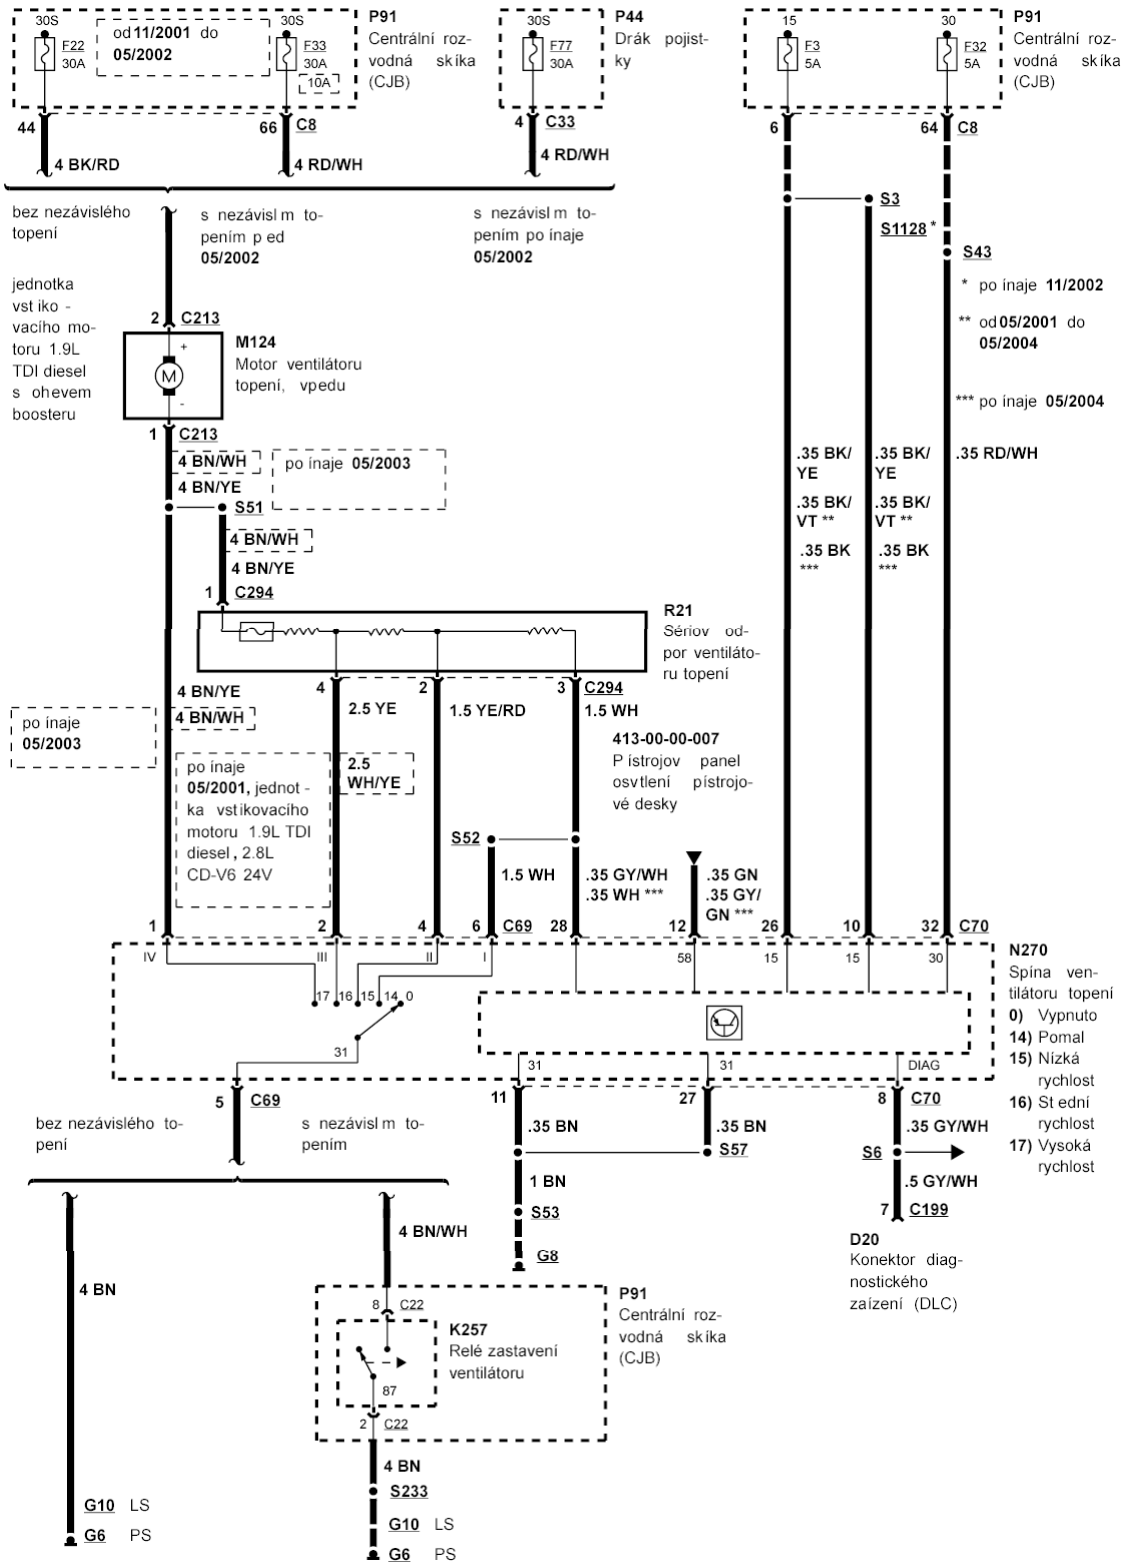 30S
F22
30A
od 11/2001 do
05/2002
30S
F33
30A
10A
P91
Centrální roz-
vodná skíka
(CJB)
30S
F77
30A
P44
Drák pojist-
ky
15
F3
5A
30
F32
5A
P91
Centrální roz-
vodná skíka
(CJB)
44
66 C8
4 C33
6
64 C8
4 BK/RD
4 RD/WH
4 RD/WH
bez nezávislého
topení
s nezávisl m to-
pením p ed
05/2002
s nezávisl m to-
pením po ínaje
05/2002
S3
S1128 *
S43
* po ínaje 11/2002
** od 05/2001 do
05/2004
*** po ínaje 05/2004
jednotka
vst iko -
vacího mo-
toru 1.9L
TDI diesel
s ohevem
boosteru
2 C213
+
M
-
M124
Motor ventilátoru
topení, vpedu
1 C213
4 BN/WH
po ínaje 05/2003
4 BN/YE
S51
4 BN/WH
4 BN/YE
1 C294
.35 BK/
YE
.35 BK/
VT **
.35 BK
***
.35 BK/
YE
.35 BK/
VT **
.35 BK
***
.35 RD/WH
R21
Sériov od-
por ventiláto-
ru topení
4
2
3 C294
4 BN/YE
4 BN/WH
po ínaje
05/2003
2.5 YE
1.5 YE/RD
1.5 WH
2.5
WH/YE
po ínaje
05/2001, jednot -
ka vstikovacího
motoru 1.9L TDI
diesel , 2.8L
CD-V6 24V
413-00-00-007
P ístrojov panel
osvtlení pístrojo-
vé desky
S52
1.5 WH
.35 GY/WH
.35 WH ***
.35 GN
.35 GY/
GN ***
1
2
4
6 C69
28
12
26
10
32 C70
IV
III
II
I
58
15
15
30
17
16
15
14
0
31
31
31
DIAG
N270
Spína ven-
tilátoru topení
0) Vypnuto
14) Pomal
15) Nízká
rychlost
16) St ední
rychlost
17) Vysoká
rychlost
5 C69
11
27
8 C70
bez nezávislého to-
pení
s nezávisl m to-
pením
.35 BN
.35 BN
.35 GY/WH
S57
S6
1 BN
.5 GY/WH
S53
7 C199
G8
D20
Konektor diag-
nostického
zaízení (DLC)
4 BN/WH
4 BN
8 C22
P91
Centrální roz-
vodná skíka
(CJB)
K257
Relé zastavení
ventilátoru
87
2 C22
4 BN
S233
G10 LS
G6 PS
G10 LS
G6 PS